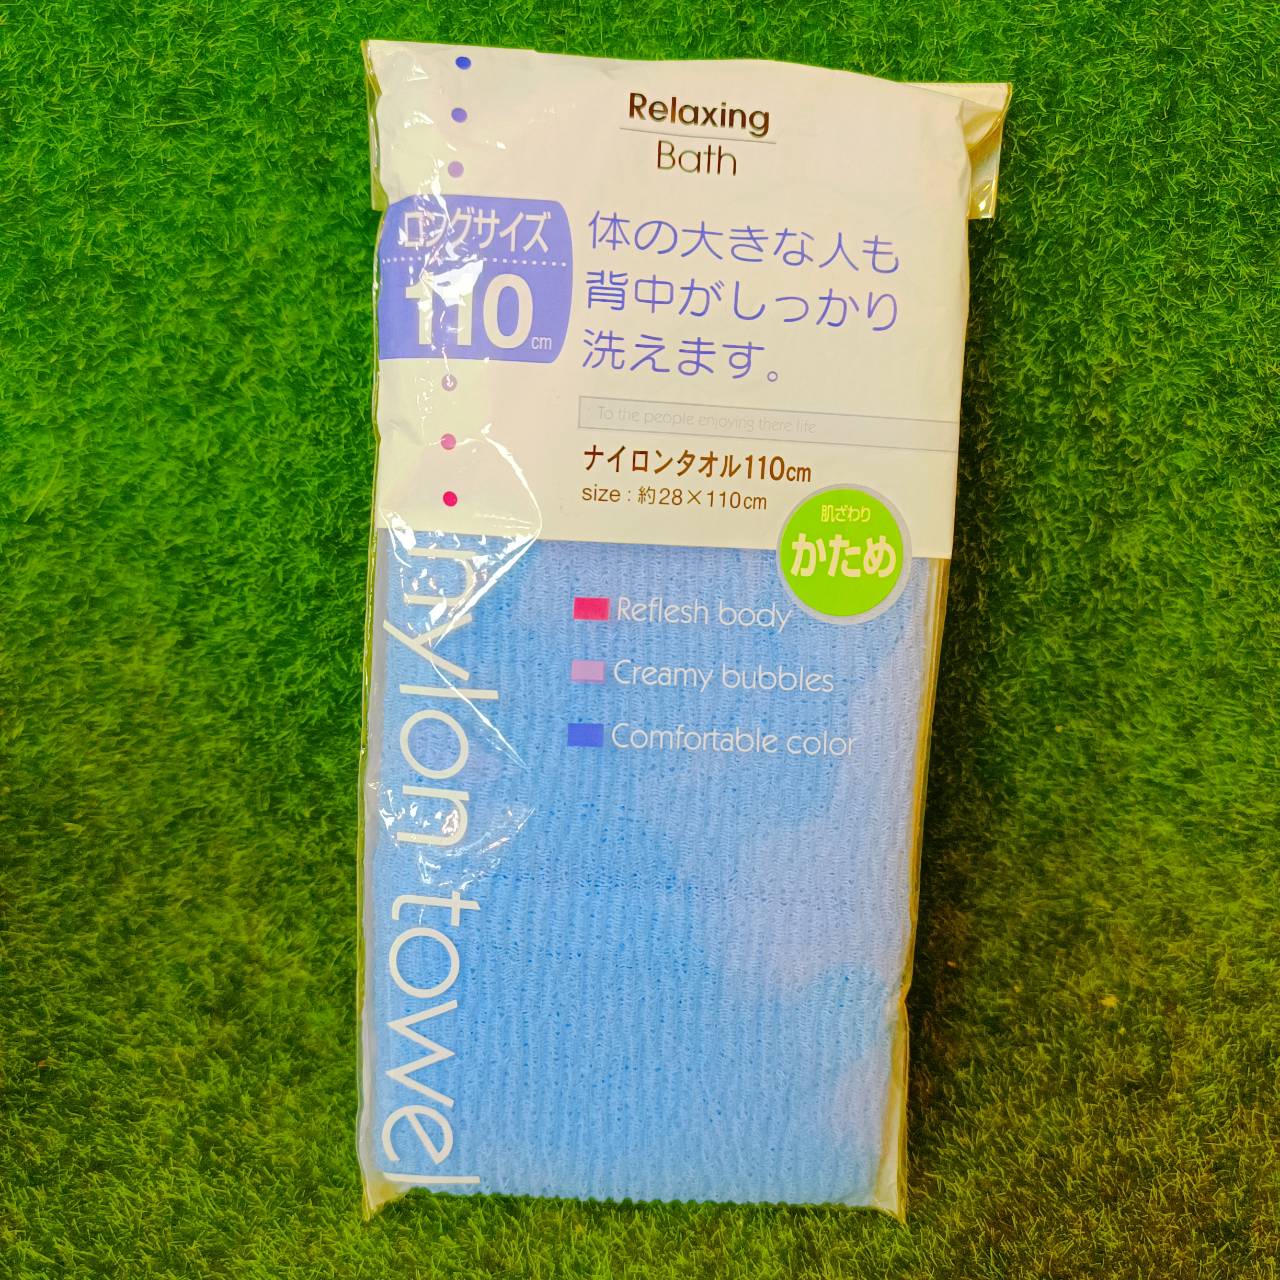 Relaxing
Bath
ロングサイズ
110cm
体の大きな人も
背中がしっかり
洗えます。
To the people enjoying there life
ナイロンタオル110cm
size : 約28×110cm
肌ざわり
かため
Reflesh body
Creamy bubbles
Comfortable color
nylon towel